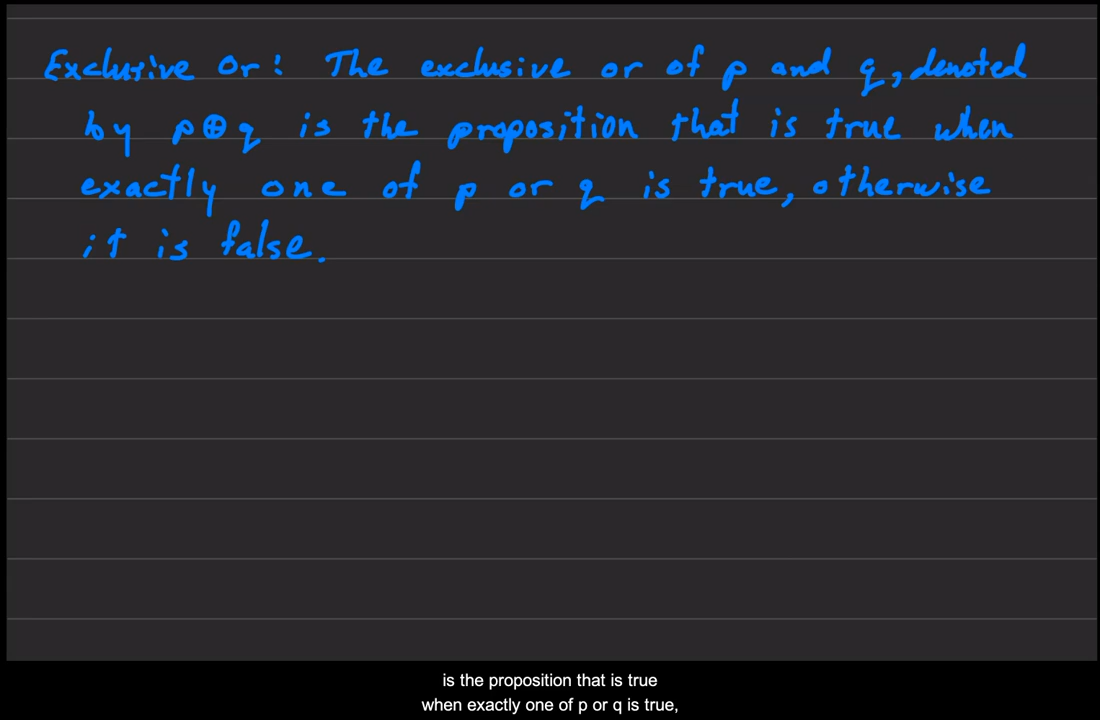 Exclusive Or: The exclusive or of p and q, denoted
by p⊕q is the proposition that is true when
exactly one of p or q is true, otherwise
it is false.
is the proposition that is true
when exactly one of p or q is true,